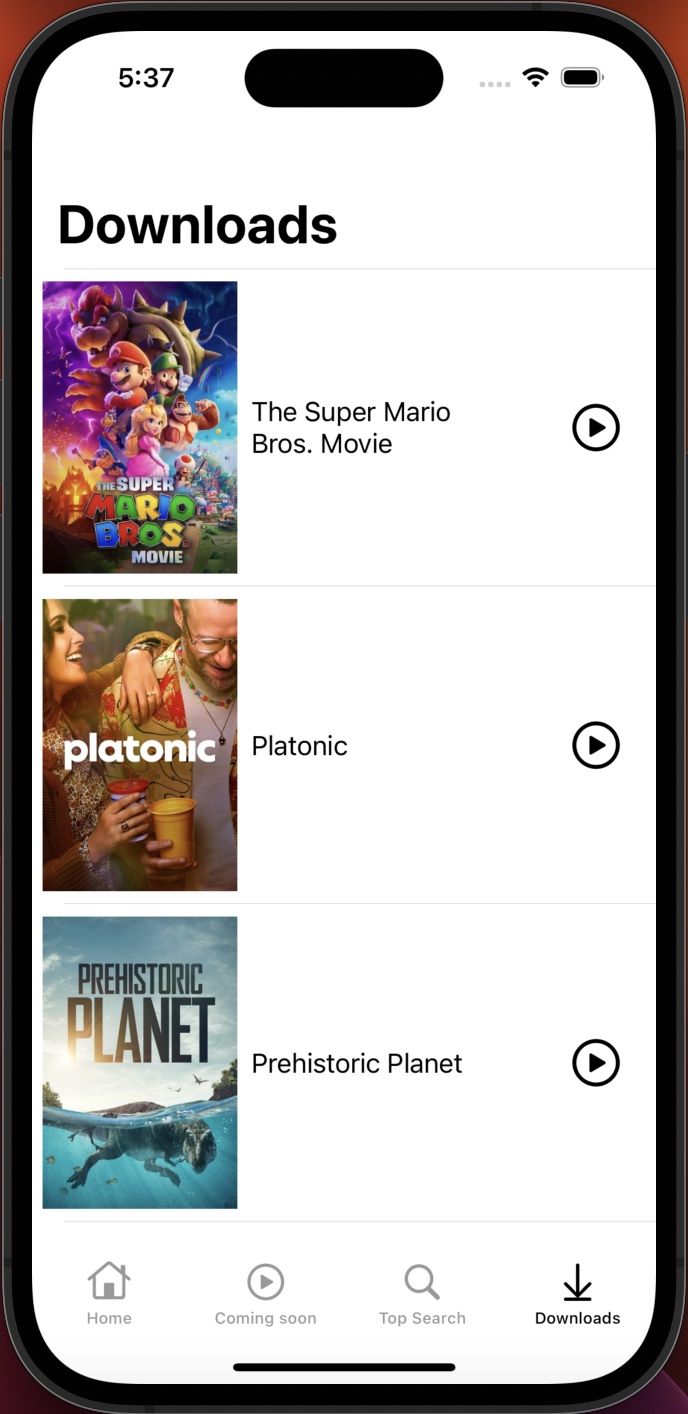 5:37
Downloads
THE SUPER
MARIO
BROS.
MOVIE
The Super Mario
Bros. Movie
platonic
Platonic
PREHISTORIC
PLANET
Prehistoric Planet
Home
Coming soon
Top Search
Downloads